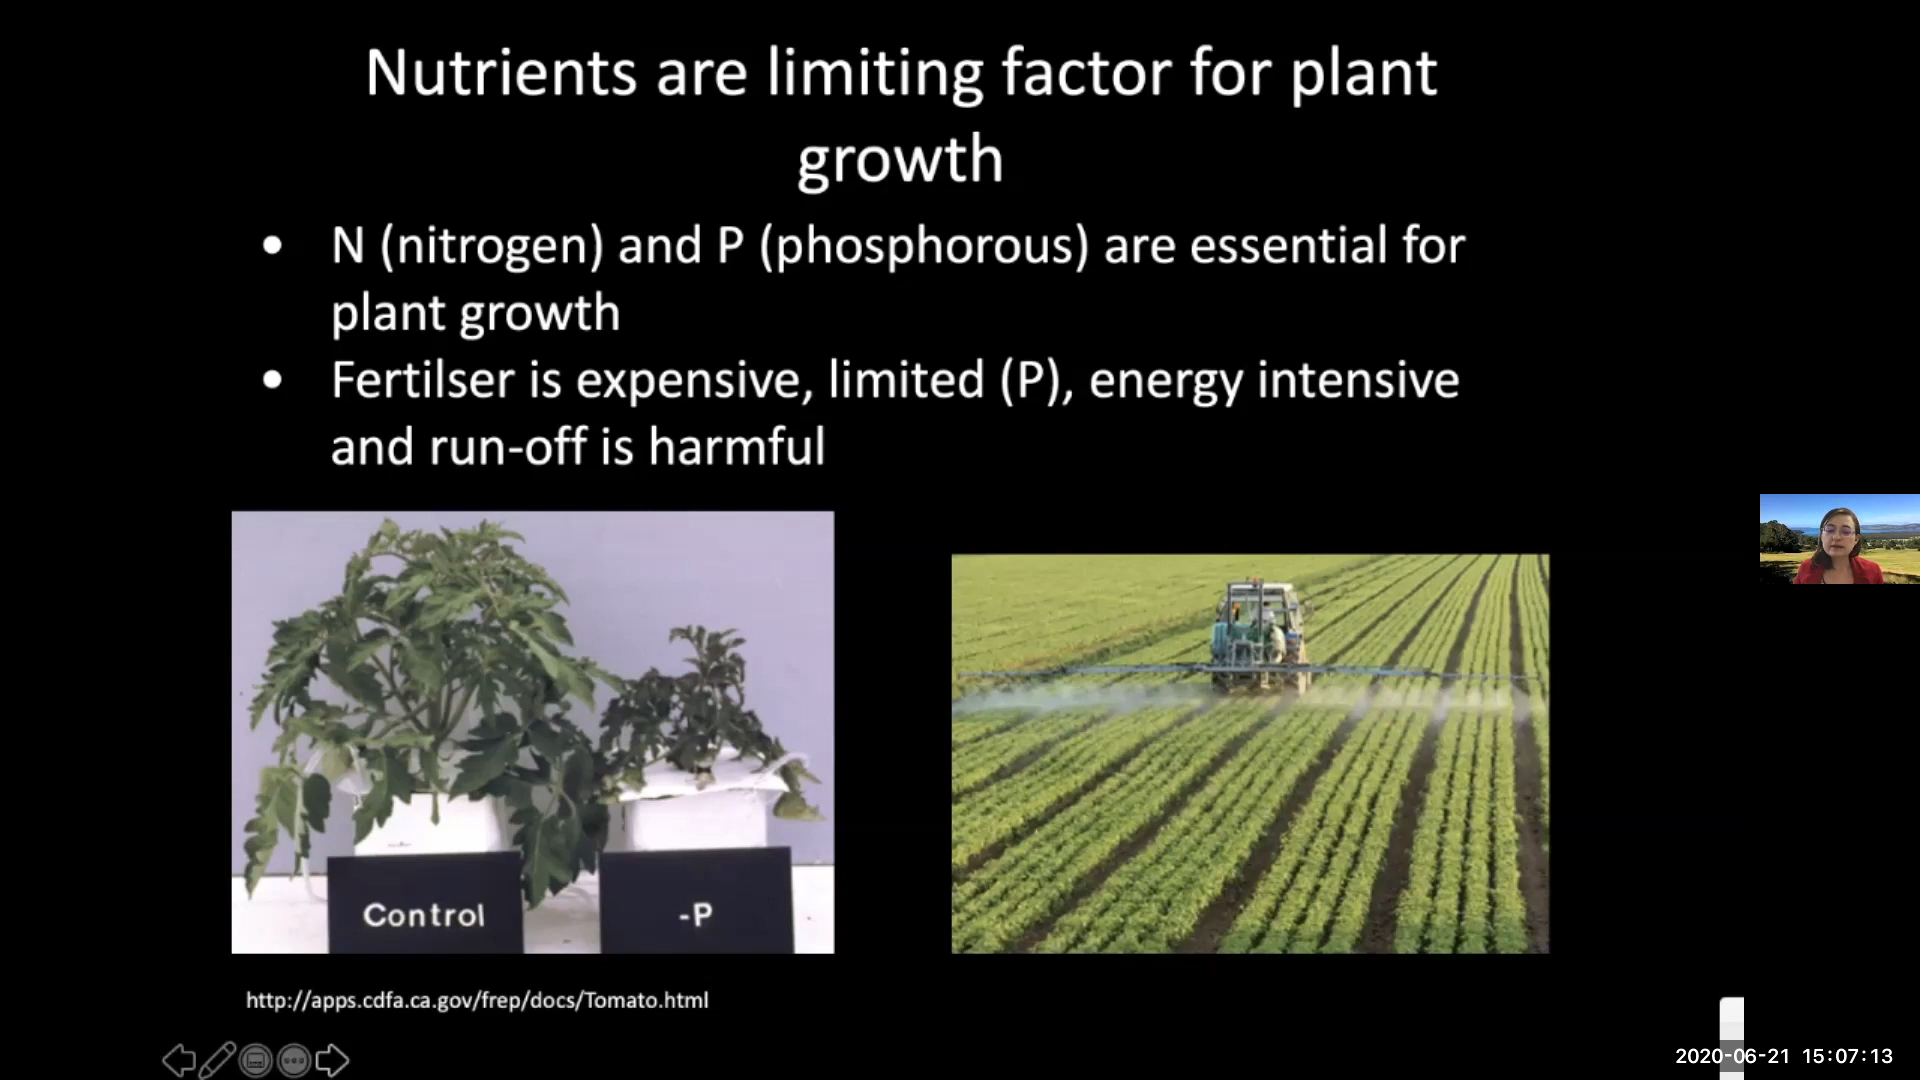 Nutrients are limiting factor for plant
growth
• N (nitrogen) and P (phosphorous) are essential for
plant growth
• Fertilser is expensive, limited (P), energy intensive
and run-off is harmful
Control
-P
http://apps.cdfa.ca.gov/frep/docs/Tomato.html
2020-06-21 15:07:13